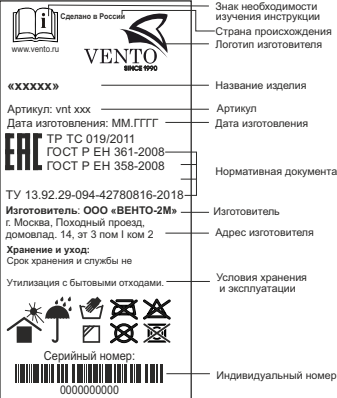 Сделано в России
www.vento.ru
VENTO
SINCE 1990
«xxxxx»
Артикул: vnt xxx
Дата изготовления: ММ.ГГГГ
ЕАС
ТР ТС 019/2011
ГОСТ Р ЕН 361-2008
ГОСТ Р ЕН 358-2008
ТУ 13.92.29-094-42780816-2018
Изготовитель: ООО «ВЕНТО-2М»
г. Москва, Походный проезд,
домовлад. 14, эт 3 пом I ком 2
Хранение и уход:
Срок хранения и службы не
Утилизация с бытовыми отходами.
Серийный номер:
0000000000
Знак необходимости
изучения инструкции
Страна происхождения
Логотип изготовителя
Название изделия
Артикул
Дата изготовления
Нормативная документа
Изготовитель
Адрес изготовителя
Условия хранения
и эксплуатации
Индивидуальный номер